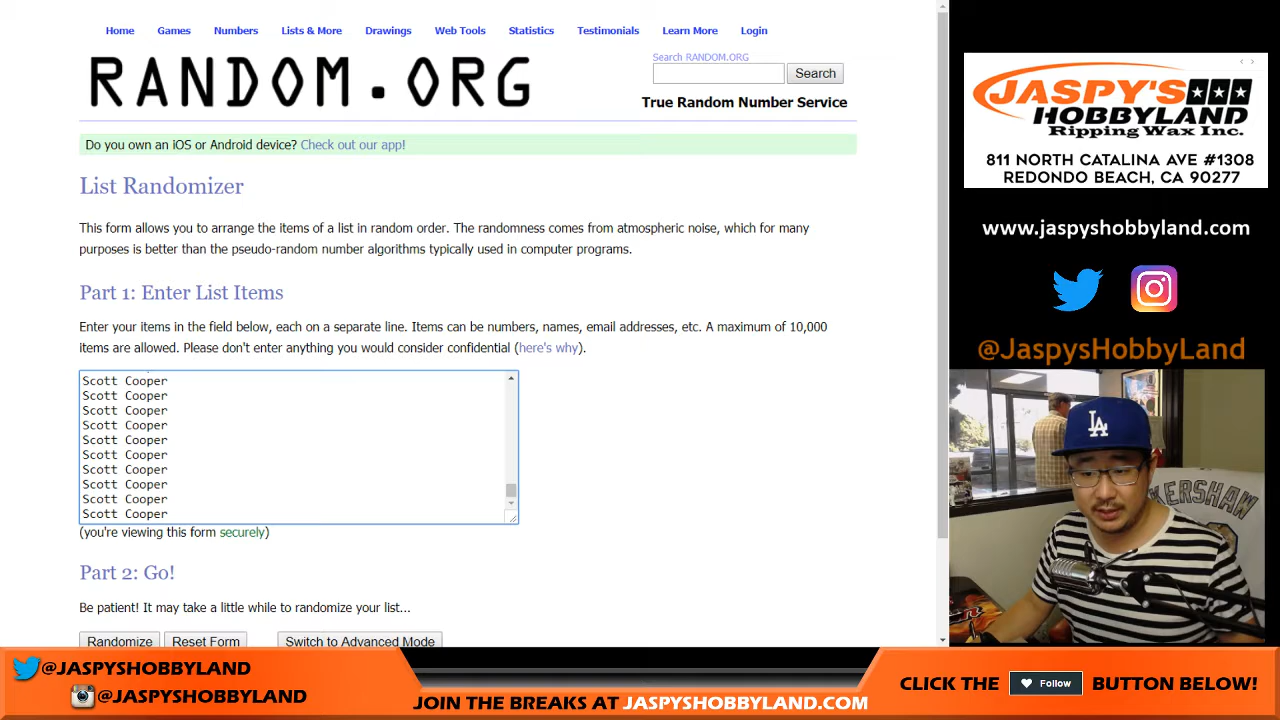 Home Games Numbers Lists & More Drawings Web Tools Statistics Testimonials Learn More Login
RANDOM.ORG
Search RANDOM.ORG
Search
True Random Number Service
Do you own an iOS or Android device? Check out our app!
List Randomizer
This form allows you to arrange the items of a list in random order. The randomness comes from atmospheric noise, which for many
purposes is better than the pseudo-random number algorithms typically used in computer programs.
Part 1: Enter List Items
Enter your items in the field below, each on a separate line. Items can be numbers, names, email addresses, etc. A maximum of 10,000
items are allowed. Please don't enter anything you would consider confidential (here's why).
Scott Cooper
Scott Cooper
Scott Cooper
Scott Cooper
Scott Cooper
Scott Cooper
Scott Cooper
Scott Cooper
Scott Cooper
Scott Cooper
(you're viewing this form securely)
Part 2: Go!
Be patient! It may take a little while to randomize your list...
Randomize Reset Form Switch to Advanced Mode
JASPY'S
HOBBYLAND
Ripping Wax Inc.
811 NORTH CATALINA AVE #1308
REDONDO BEACH, CA 90277
www.jaspyshobbyland.com
@JaspysHobbyLand
LA
KERSHAW
@JASPYSHOBBYLAND
@JASPYSHOBBYLAND
JOIN THE BREAKS AT JASPYSHOBBYLAND.COM
CLICK THE Follow BUTTON BELOW!